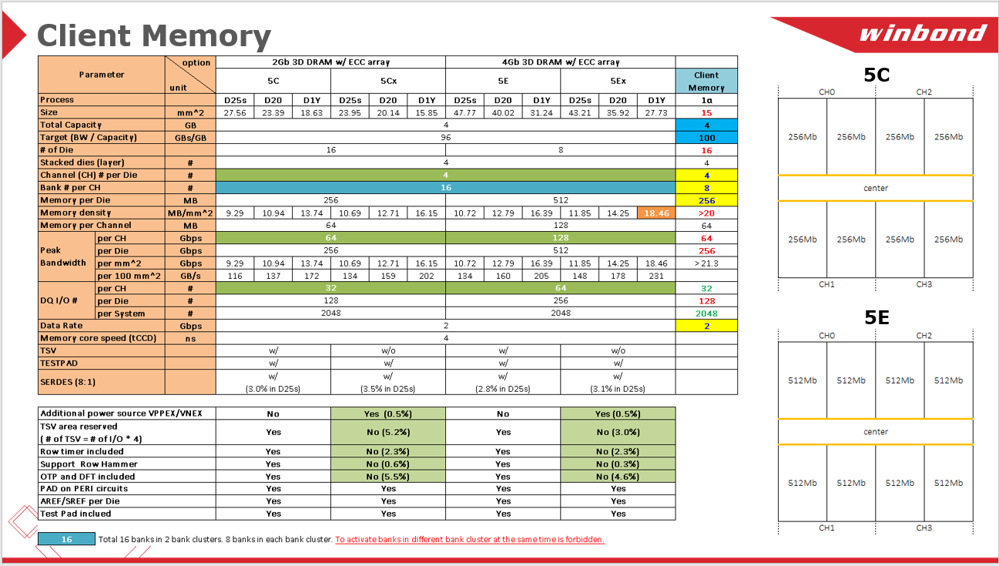 Client Memory
winbond
Parameter option unit 2Gb 3D DRAM w/ ECC array 4Gb 3D DRAM w/ ECC array
5C 5Cx 5E 5Ex Client Memory
Process D25s D20 D1Y D25s D20 D1Y D25s D20 D1Y D25s D20 D1Y 1α
Size mm^2 27.56 23.39 18.63 23.95 20.14 15.85 47.77 40.02 31.24 43.21 35.92 27.73 15
Total Capacity GB 4 4
Target (BW / Capacity) GBs/GB 96 100
# of Die 16 8 16
Stacked dies (layer) # 4 4
Channel (CH) # per Die # 4 4
Bank # per CH # 16 8
Memory per Die MB 256 512 256
Memory density MB/mm^2 9.29 10.94 13.74 10.69 12.71 16.15 10.72 12.79 16.39 11.85 14.25 18.46 >20
Memory per Channel MB 64 128 64
Peak Bandwidth
per CH Gbps 64 128 64
per Die Gbps 256 512 256
per mm^2 Gbps 9.29 10.94 13.74 10.69 12.71 16.15 10.72 12.79 16.39 11.85 14.25 18.46 >21.3
per 100 mm^2 GB/s 116 137 172 134 159 202 134 160 205 148 178 231
DQ I/O #
per CH # 32 64 32
per Die # 128 256 128
per System # 2048 2048 2048
Data Rate Gbps 2 2
Memory core speed (tCCD) ns 4
TSV w/ w/o w/ w/o
TESTPAD w/ w/ w/ w/
SERDES (8:1) w/ w/ w/ w/
(3.0% in D25s) (3.5% in D25s) (2.8% in D25s) (3.1% in D25s)
Additional power source VPPEX/VNEX No Yes (0.5%) No Yes (0.5%)
TSV area reserved
( # of TSV = # of I/O * 4) Yes No (5.2%) Yes No (3.0%)
Row timer included Yes No (2.3%) Yes No (2.3%)
Support Row Hammer Yes No (0.6%) Yes No (0.3%)
OTP and DFT included Yes No (5.5%) Yes No (4.6%)
PAD on PERI circuits Yes Yes Yes Yes
AREF/SREF per Die Yes Yes Yes Yes
Test Pad inclued Yes Yes Yes Yes
16 Total 16 banks in 2 bank clusters. 8 banks in each bank cluster. To activate banks in different bank cluster at the same time is forbidden.
5C
CH0 CH2
256Mb 256Mb 256Mb 256Mb
center
256Mb 256Mb 256Mb 256Mb
CH1 CH3
5E
CH0 CH2
512Mb 512Mb 512Mb 512Mb
center
512Mb 512Mb 512Mb 512Mb
CH1 CH3